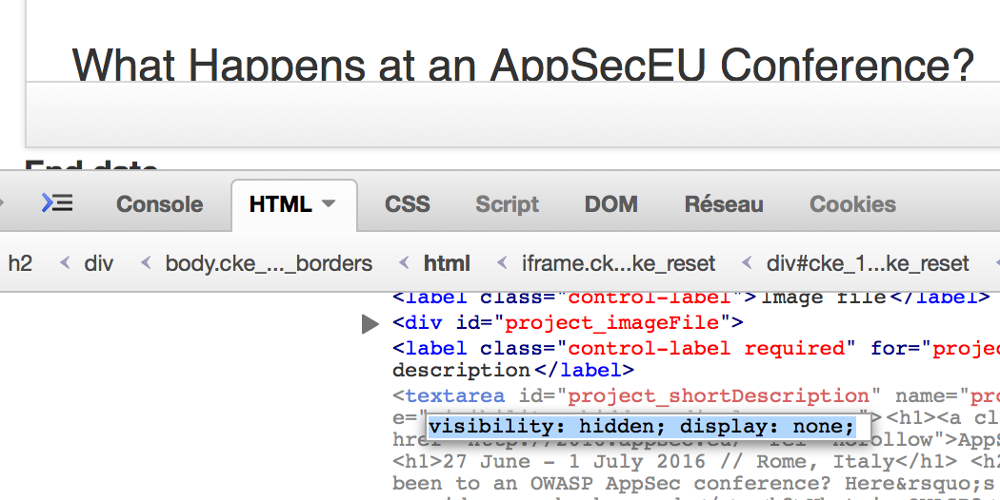 What Happens at an AppSecEU Conference?
End date
Console HTML CSS Script DOM Réseau Cookies
h2 < div < body.cke_..._borders < html < iframe.ck...ke_reset < div#cke_1...ke_reset <
<label class="control-label">Image file</label>
<div id="project_imageFile">
<label class="control-label required" for="projec
description</label>
<textarea id="project_shortDescription" name="pro
e="visibility: hidden; display: none;"><h1><a cl
href="http://2016.appsec.eu/" rel="nofollow">AppS
<h1>27 June - 1 July 2016 // Rome, Italy</h1> <h2
been to an OWASP AppSec conference? Here&rsquo;s